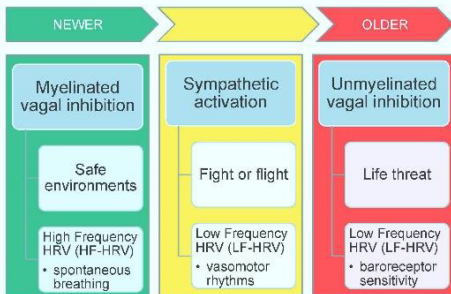 NEWER
OLDER
Myelinated
vagal inhibition
Safe
environments
High Frequency
HRV (HF-HRV)
• spontaneous
breathing
Sympathetic
activation
Fight or flight
Low Frequency
HRV (LF-HRV)
• vasomotor
rhythms
Unmyelinated
vagal inhibition
Life threat
Low Frequency
HRV (LF-HRV)
• baroreceptor
sensitivity